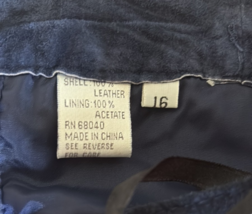 SHELL: 100%
LEATHER
LINING: 100%
ACETATE
RN 68040
MADE IN CHINA
SEE REVERSE
FOR CARE
16